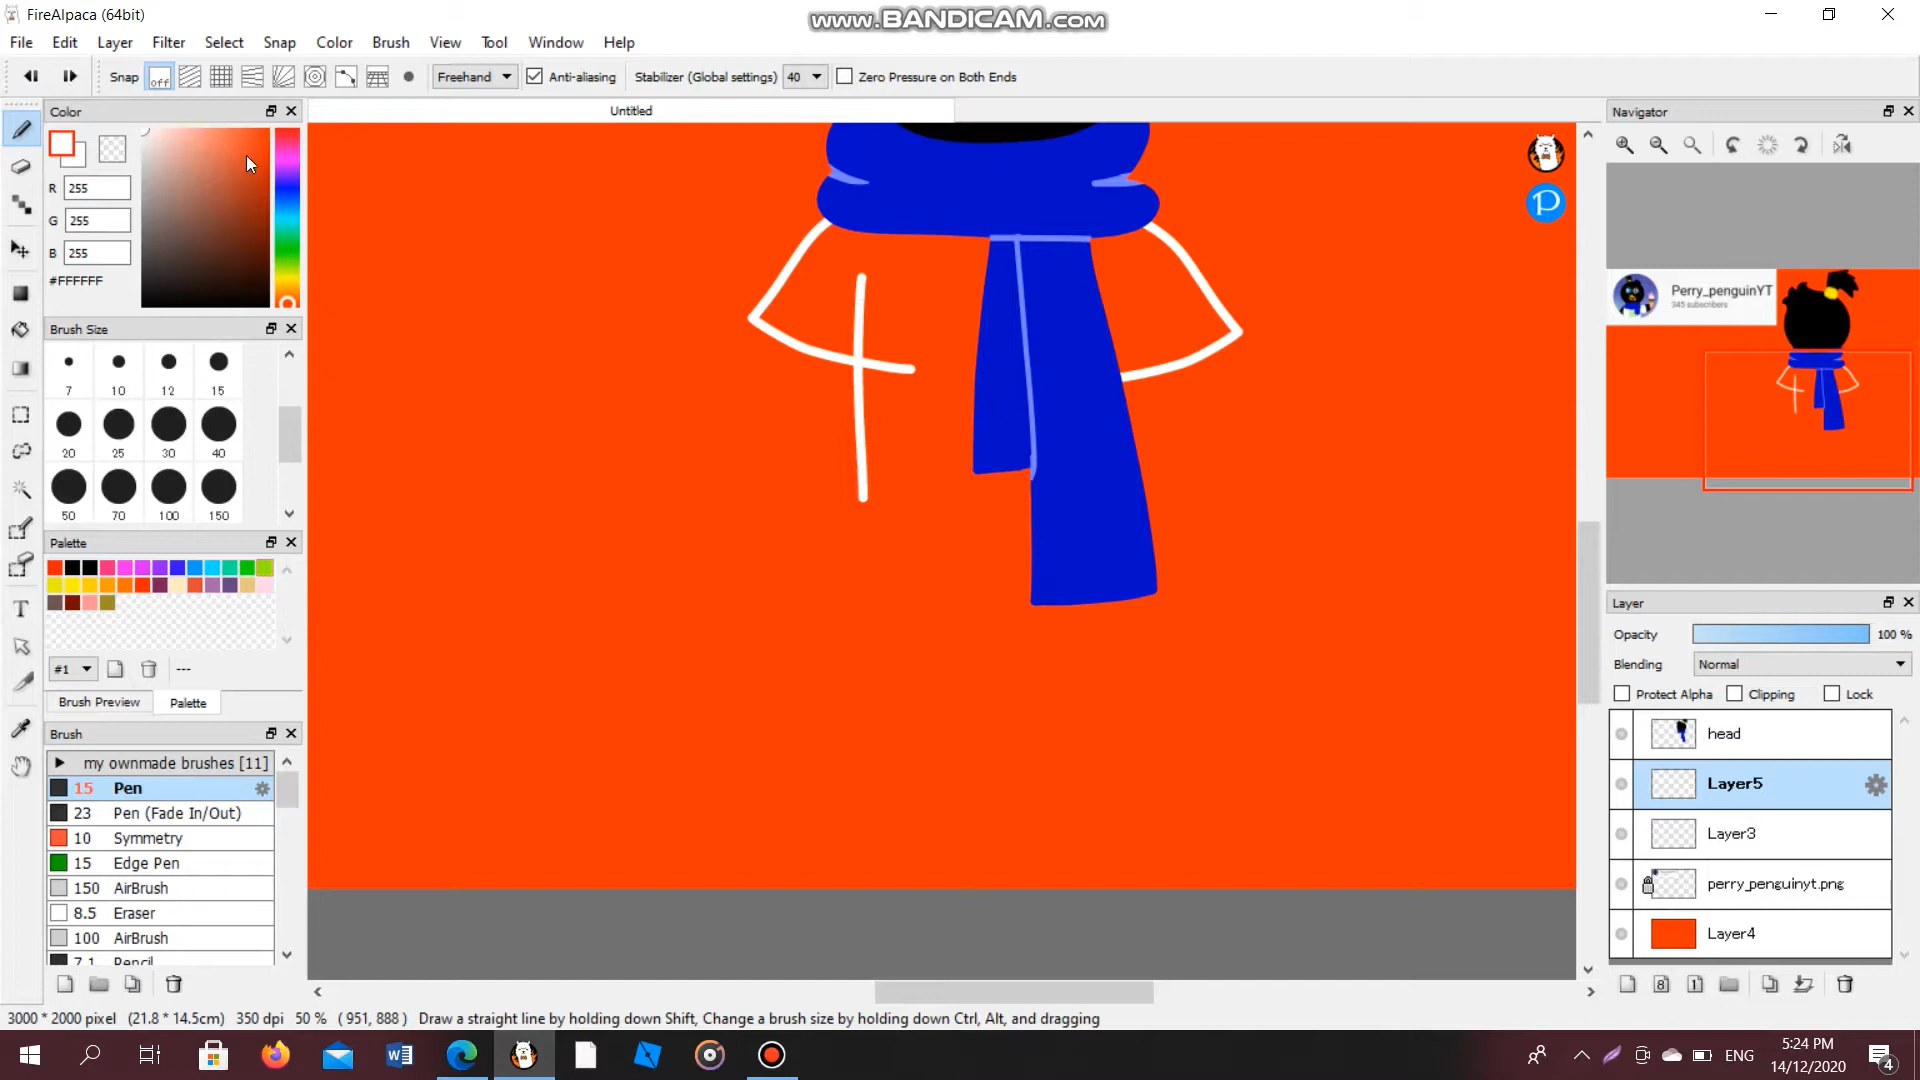 FireAlpaca (64bit)
www.BANDICAM.com
File Edit Layer Filter Select Snap Color Brush View Tool Window Help
Snap off Freehand Anti-aliasing Stabilizer (Global settings) 40 Zero Pressure on Both Ends
Color
Untitled
Navigator
R 255
G 255
B 255
#FFFFFF
Perry_penguinYT
345 subscribers
Brush Size
7 10 12 15
20 25 30 40
50 70 100 150
Palette
#1 ---
Brush Preview Palette
Brush
my ownmade brushes [11]
15 Pen
23 Pen (Fade In/Out)
10 Symmetry
15 Edge Pen
150 AirBrush
8.5 Eraser
100 AirBrush
7.1 Pencil
Layer
Opacity 100 %
Blending Normal
Protect Alpha Clipping Lock
head
Layer5
Layer3
perry_penguinyt.png
Layer4
3000 * 2000 pixel (21.8 * 14.5cm) 350 dpi 50 % ( 951, 888 ) Draw a straight line by holding down Shift, Change a brush size by holding down Ctrl, Alt, and dragging
ENG
5:24 PM
14/12/2020
4